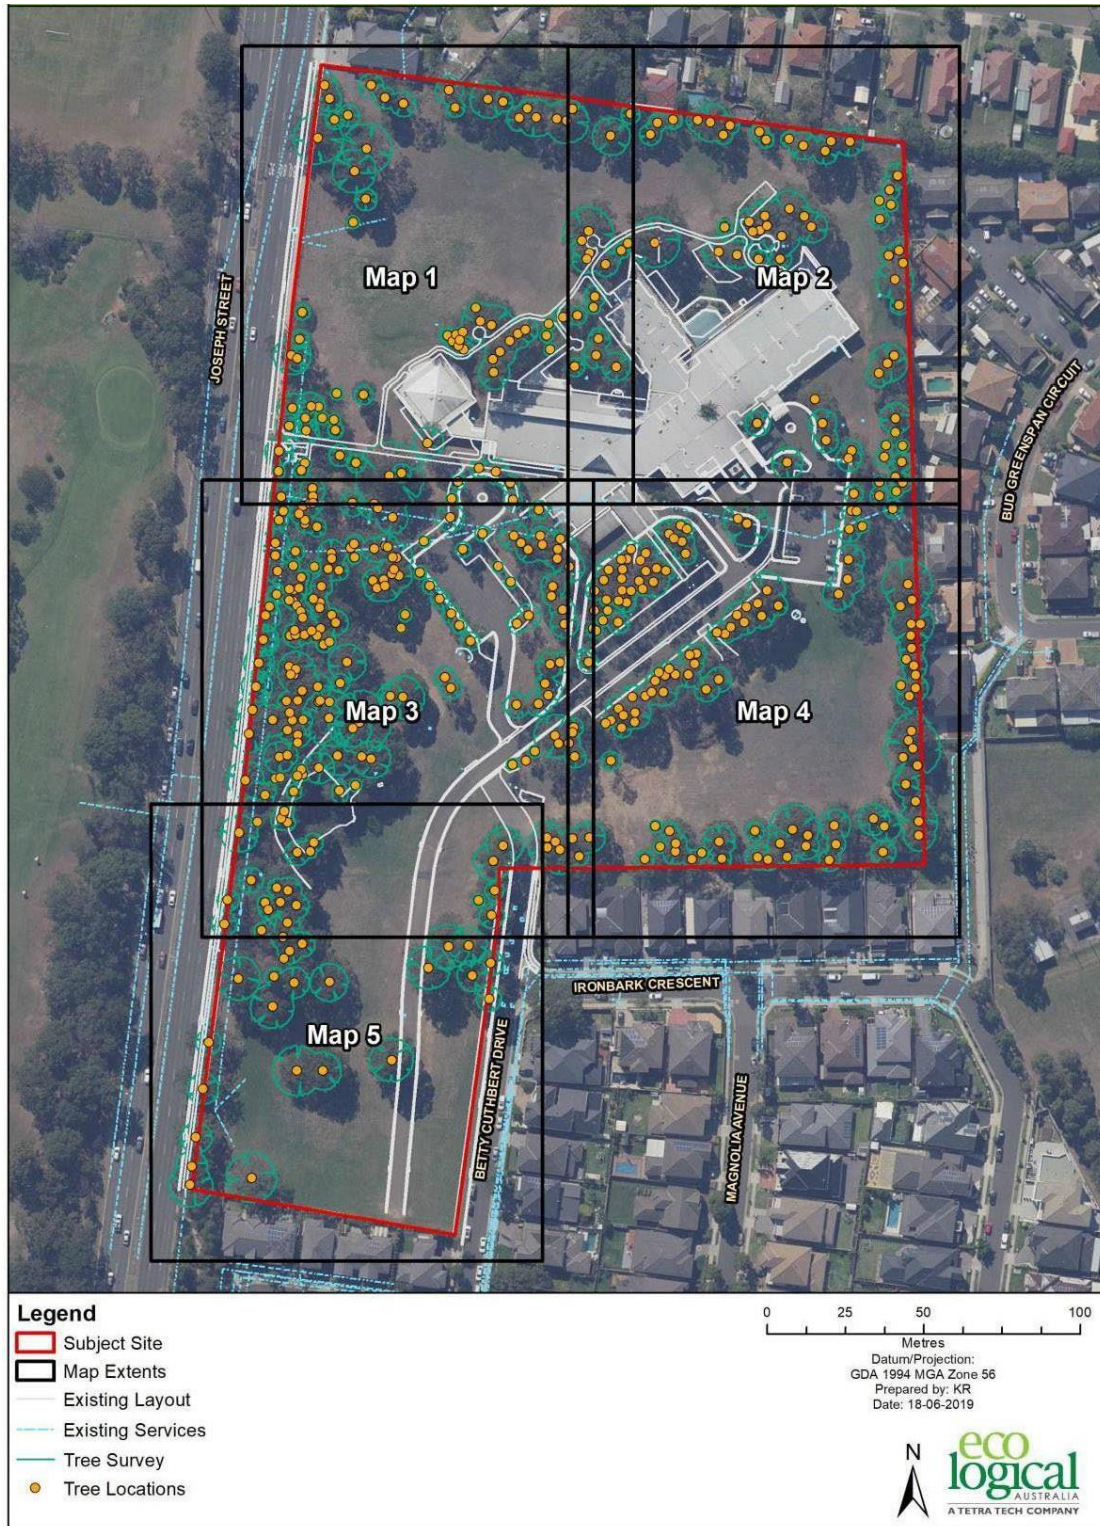 Map 1
Map 2
JOSEPH STREET
BUD GREENSPAN CIRCUIT
Map 3
Map 4
IRONBARK CRESCENT
Map 5
BETTY CUTHBERT DRIVE
MAGNOLIA AVENUE
Legend
Subject Site
Map Extents
Existing Layout
Existing Services
Tree Survey
Tree Locations
0 25 50 100
Metres
Datum/Projection:
GDA 1994 MGA Zone 56
Prepared by: KR
Date: 18-06-2019
N
eco
logical
AUSTRALIA
A TETRA TECH COMPANY